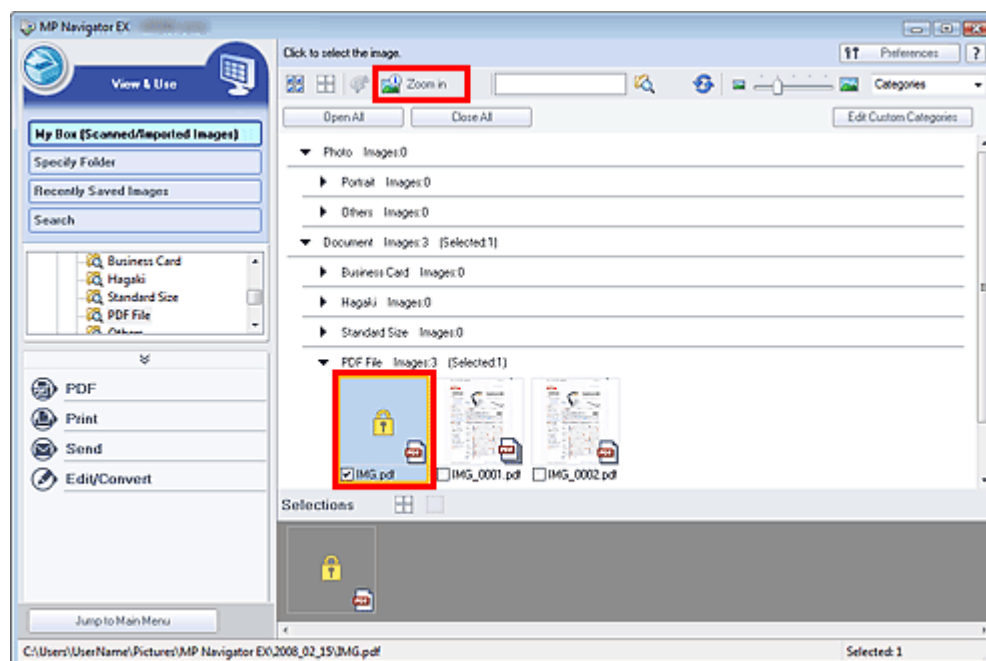 MP Navigator EX
Click to select the image.
Preferences
?
View & Use
Zoom in
Categories
Open All
Close All
Edit Custom Categories
My Box (Scanned/Imported Images)
Specify Folder
Recently Saved Images
Search
Business Card
Hagaki
Standard Size
PDF File
Others
PDF
Print
Send
Edit/Convert
Jump to Main Menu
Photo Images:0
Portrait Images:0
Others Images:0
Document Images:3 (Selected:1)
Business Card Images:0
Hagaki Images:0
Standard Size Images:0
PDF File Images:3 (Selected:1)
IMG.pdf
IMG_0001.pdf
IMG_0002.pdf
Selections
C:\Users\UserName\Pictures\MP Navigator EX\2008_02_15\IMG.pdf
Selected: 1